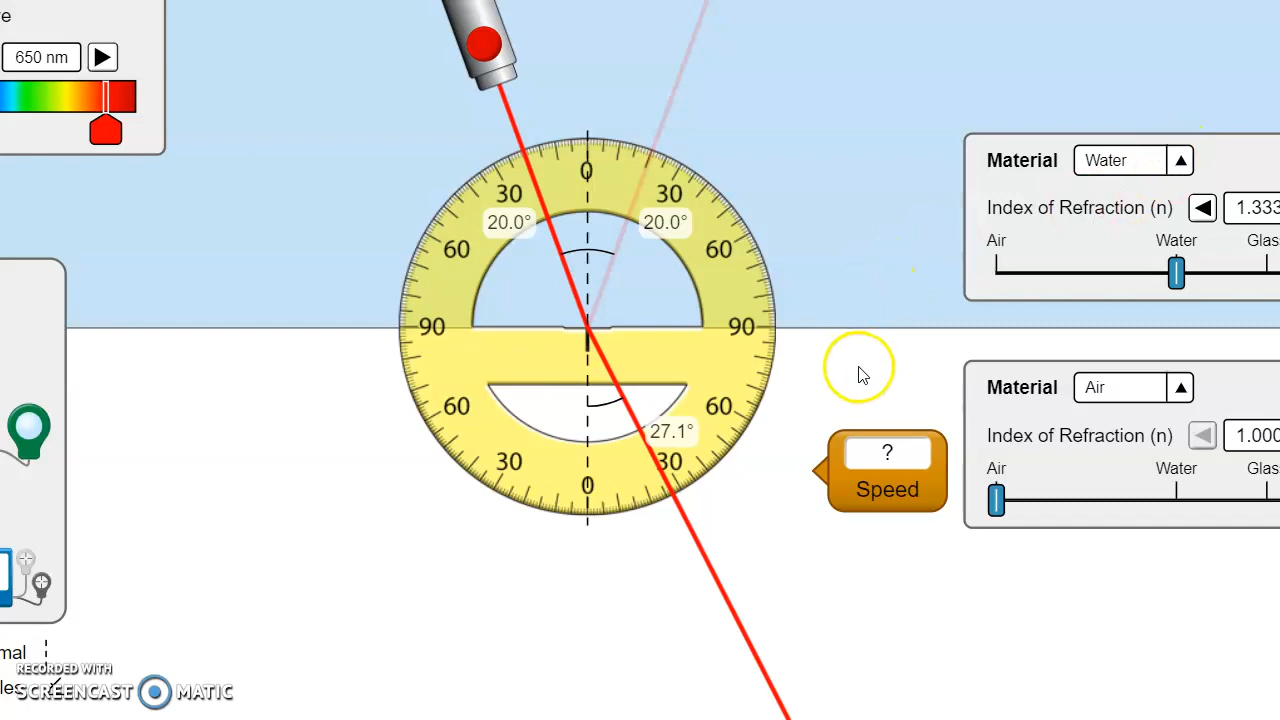 ve
650 nm
Material Water
Index of Refraction (n) 1.333
Air Water Glas
0
30 30
20.0° 20.0°
60 60
90 90
60 60
27.1°
30 30
0
Material Air
Index of Refraction (n) 1.000
Air Water Glas
?
Speed
mal
les
RECORDED WITH
SCREENCAST MATIC